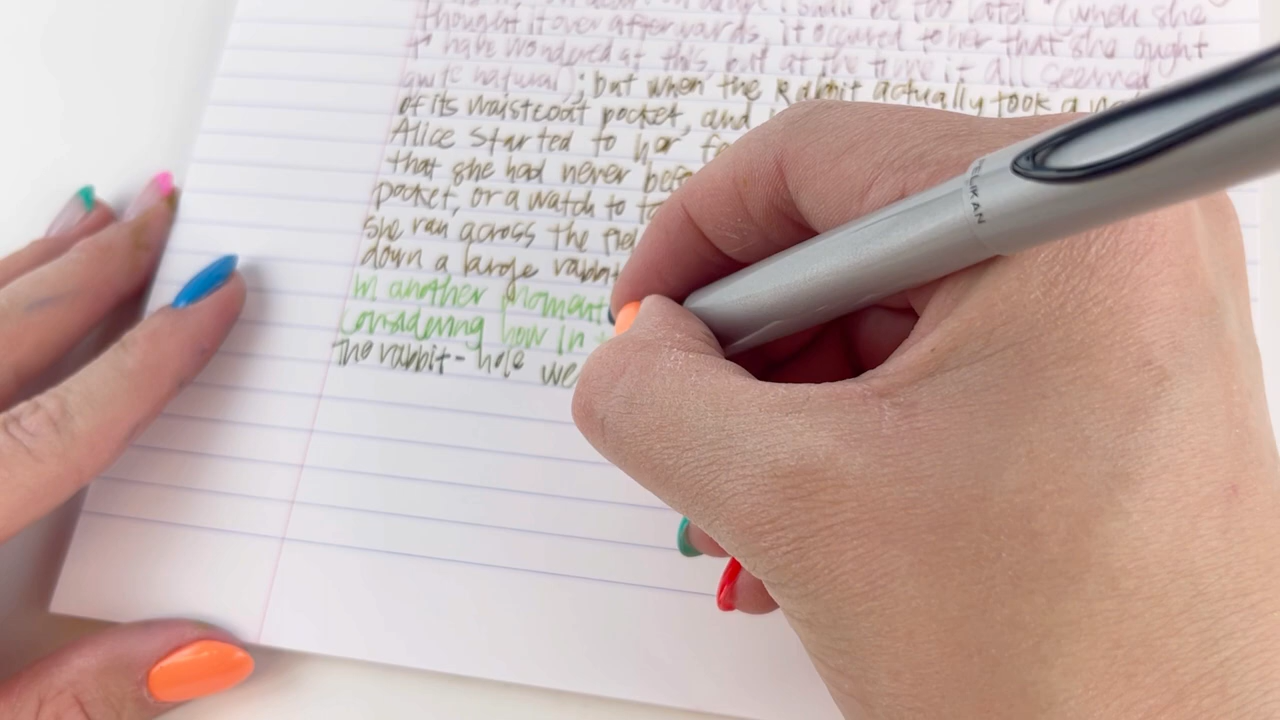 thought it over afterwards, it occured to her that she ought
to have wondered at this, but at the time it all seemed
quite natural); but when the Rabbit actually took a
of its waistcoat pocket, and
Alice started to her
that she had never
pocket, or a watch to
she ran across the
down a large rabbit
In another moment
Considering how in
The rabbit-hole
PELIKAN